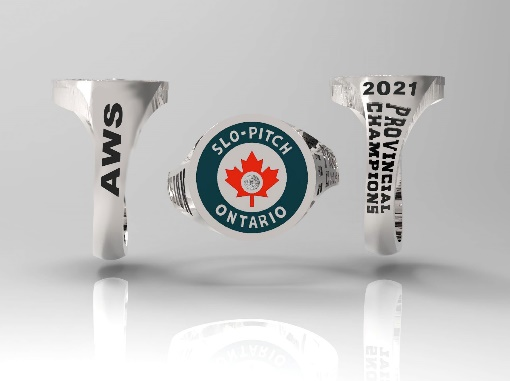 AWS
SLO-PITCH
ONTARIO
2021
PROVINCIAL
CHAMPIONS